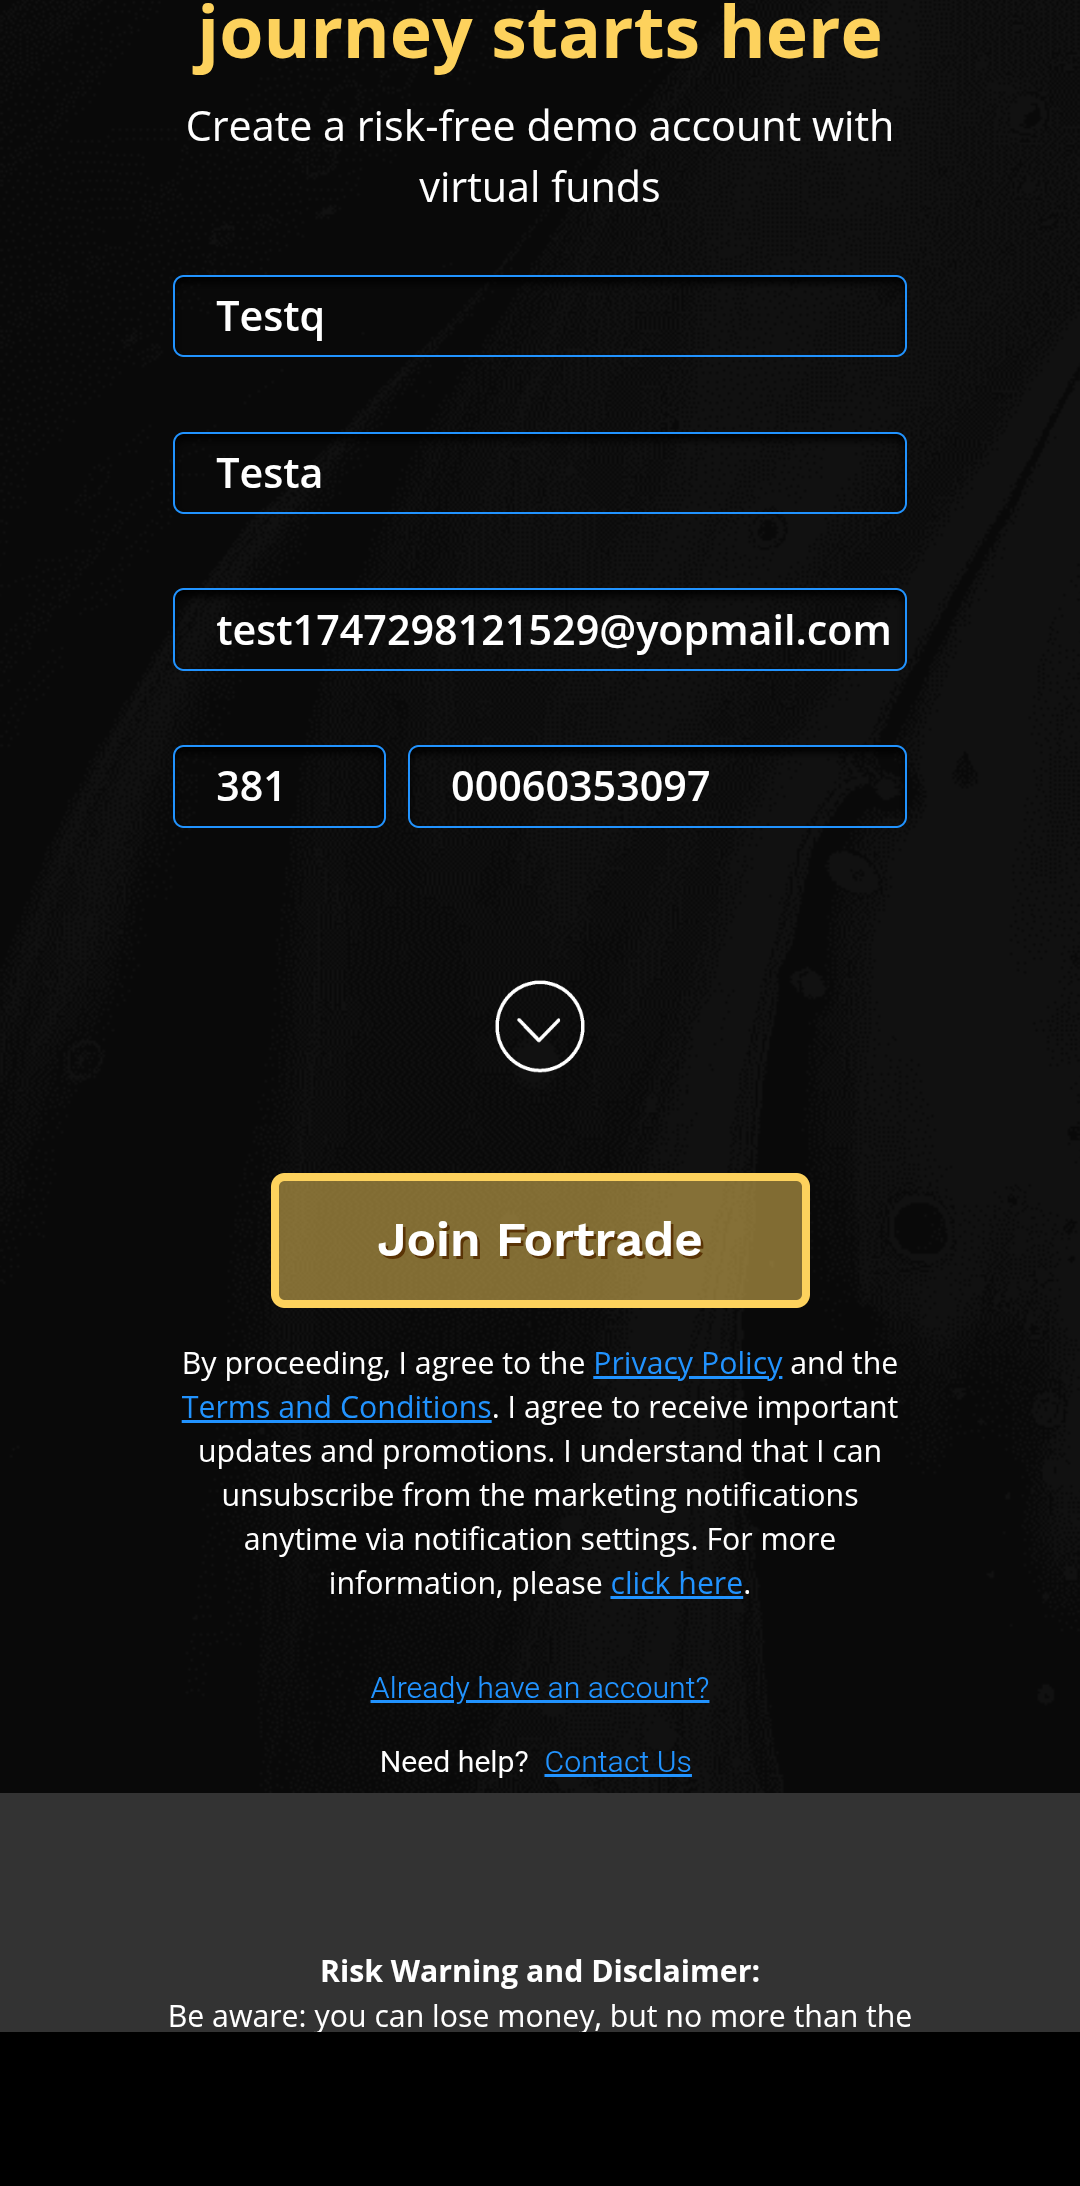 journey starts here
Create a risk-free demo account with
virtual funds
Testq
Testa
test1747298121529@yopmail.com
381 00060353097
Join Fortrade
By proceeding, I agree to the Privacy Policy and the
Terms and Conditions. I agree to receive important
updates and promotions. I understand that I can
unsubscribe from the marketing notifications
anytime via notification settings. For more
information, please click here.
Already have an account?
Need help? Contact Us
Risk Warning and Disclaimer:
Be aware: you can lose money, but no more than the